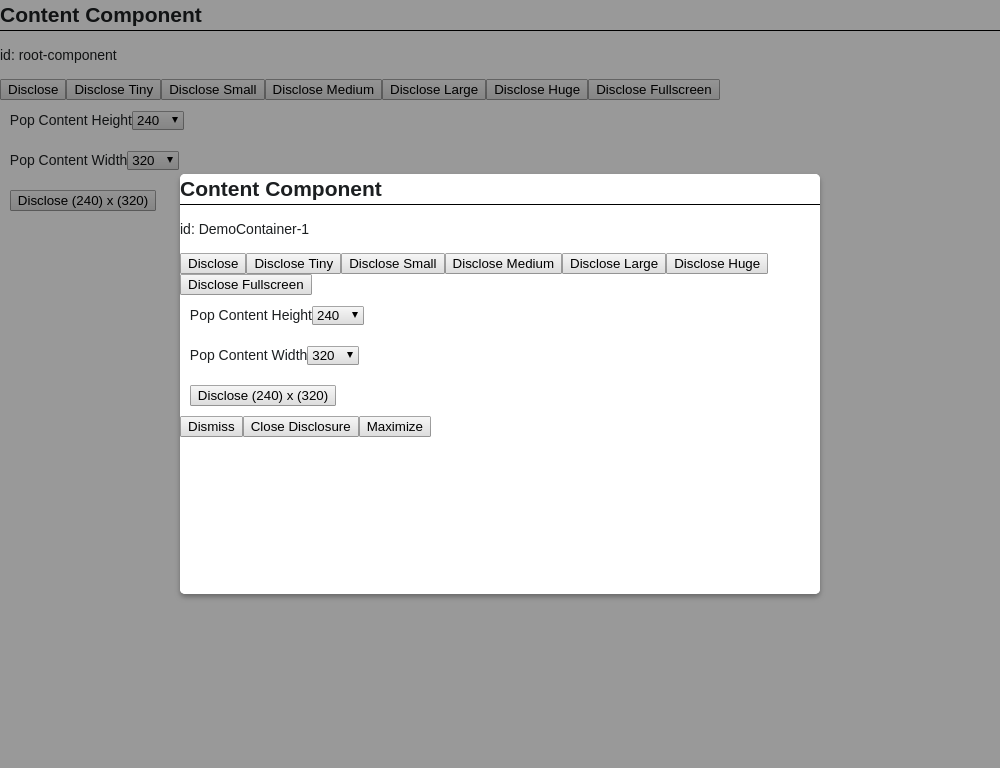 Content Component
id: root-component
Disclose Disclose Tiny Disclose Small Disclose Medium Disclose Large Disclose Huge Disclose Fullscreen
Pop Content Height 240
Pop Content Width 320
Disclose (240) x (320)
Content Component
id: DemoContainer-1
Disclose Disclose Tiny Disclose Small Disclose Medium Disclose Large Disclose Huge
Disclose Fullscreen
Pop Content Height 240
Pop Content Width 320
Disclose (240) x (320)
Dismiss Close Disclosure Maximize